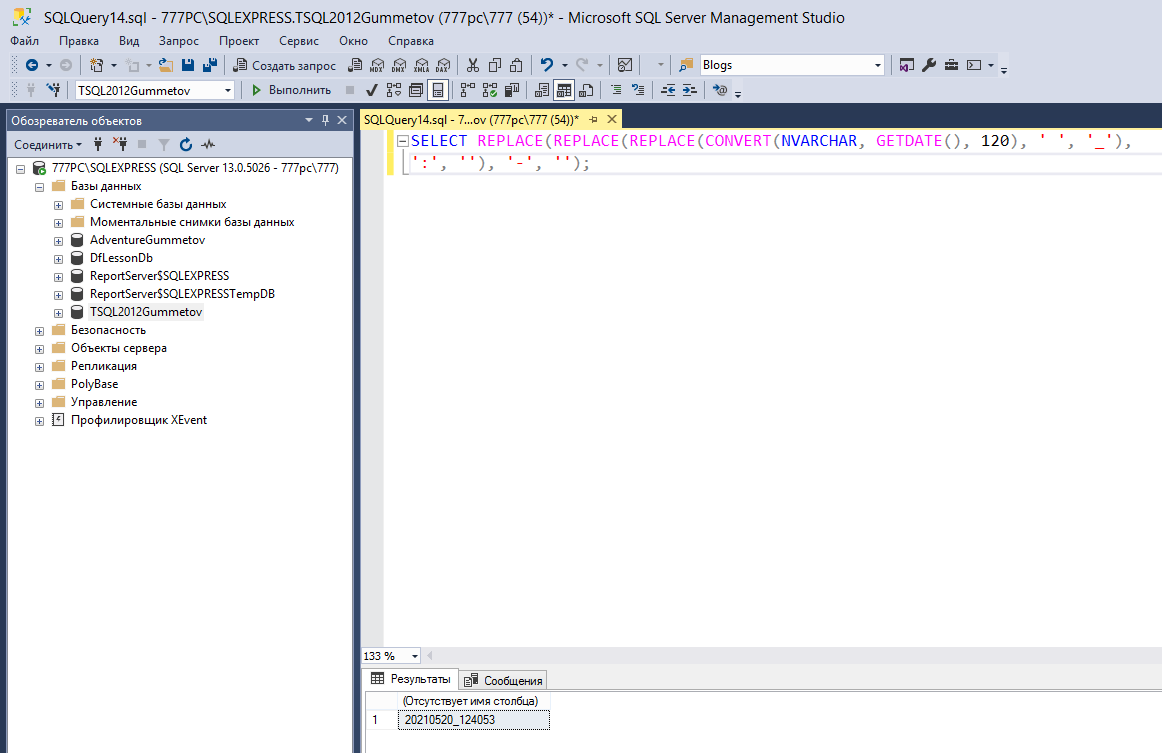 SQLQuery14.sql - 777PC\SQLEXPRESS.TSQL2012Gummetov (777pc\777 (54))* - Microsoft SQL Server Management Studio
Файл Правка Вид Запрос Проект Сервис Окно Справка
Создать запрос MDX DMX XMLA DAX Blogs
TSQL2012Gummetov Выполнить
Обозреватель объектов
SQLQuery14.sql - 7...ov (777pc\777 (54))*
Соединить
777PC\SQLEXPRESS (SQL Server 13.0.5026 - 777pc\777)
Базы данных
Системные базы данных
Моментальные снимки базы данных
AdventureGummetov
DfLessonDb
ReportServer$SQLEXPRESS
ReportServer$SQLEXPRESSTempDB
TSQL2012Gummetov
Безопасность
Объекты сервера
Репликация
PolyBase
Управление
Профилировщик XEvent
SELECT REPLACE(REPLACE(REPLACE(CONVERT(NVARCHAR, GETDATE(), 120), ' ', '_'),
':', ''), '-', '');
133 %
Результаты Сообщения
(Отсутствует имя столбца)
1 20210520_124053